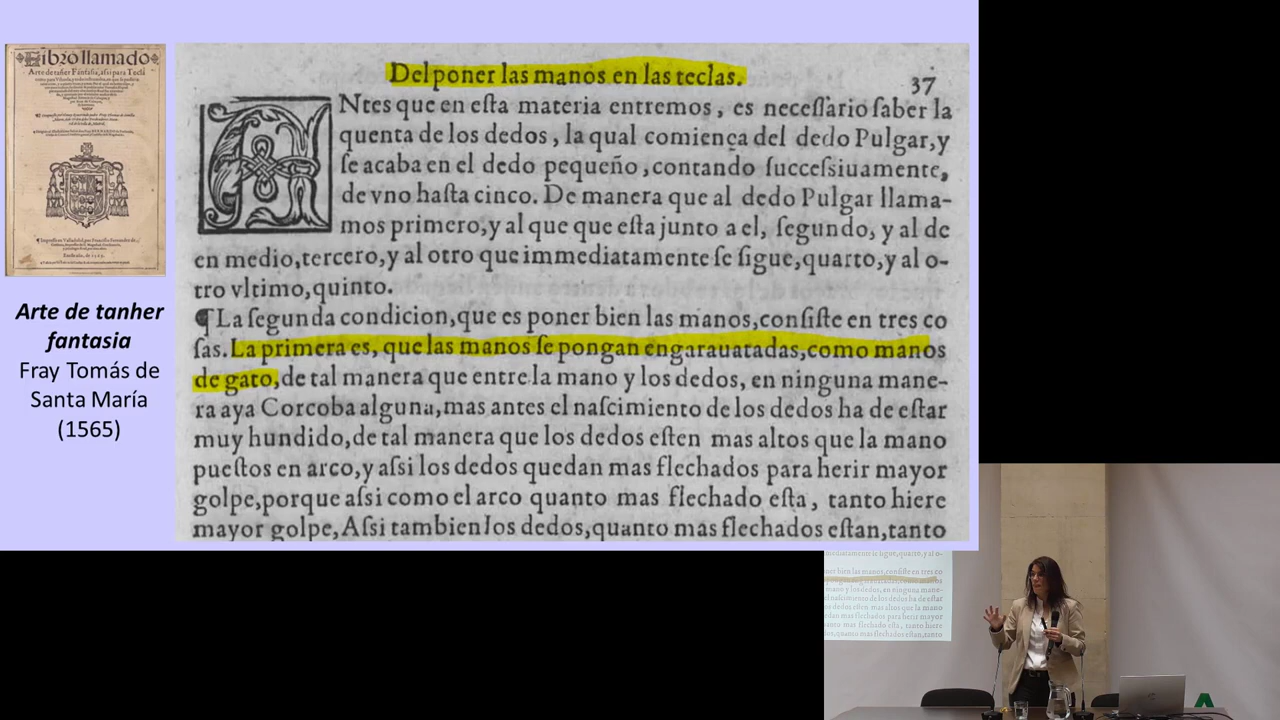 Libro llamado
Arte de tañer Fantasia, assi para Tecla
Arte de tanher
fantasia
Fray Tomás de
Santa María
(1565)
Del poner las manos en las teclas.
37
ANtes que en eſta materia entremos, es neceſſario ſaber la
quenta de los dedos, la qual comiença del dedo Pulgar, y
ſe acaba en el dedo pequeño, contando ſucceſsiuamente,
de vno haſta cinco. De manera que al dedo Pulgar llama-
mos primero, y al que que eſta junto a el, ſegundo, y al de
en medio, tercero, y al otro que immediatamente ſe ſigue, quarto, y al o-
tro vltimo, quinto.
¶ La ſegunda condicion, que es poner bien las manos, conſiſte en tres co
ſas. La primera es, que las manos ſe pongan engarauatadas, como manos
de gato, de tal manera que entre la mano y los dedos, en ninguna mane-
ra aya Corcoba alguna, mas antes el naſcimiento de los dedos ha de eſtar
muy hundido, de tal manera que los dedos eſten mas altos que la mano
pueſtos en arco, y aſsi los dedos quedan mas flechados para herir mayor
golpe, porque aſsi como el arco quanto mas flechado eſta, tanto hiere
mayor golpe, Aſsi tambien los dedos, quanto mas flechados eſtan, tanto